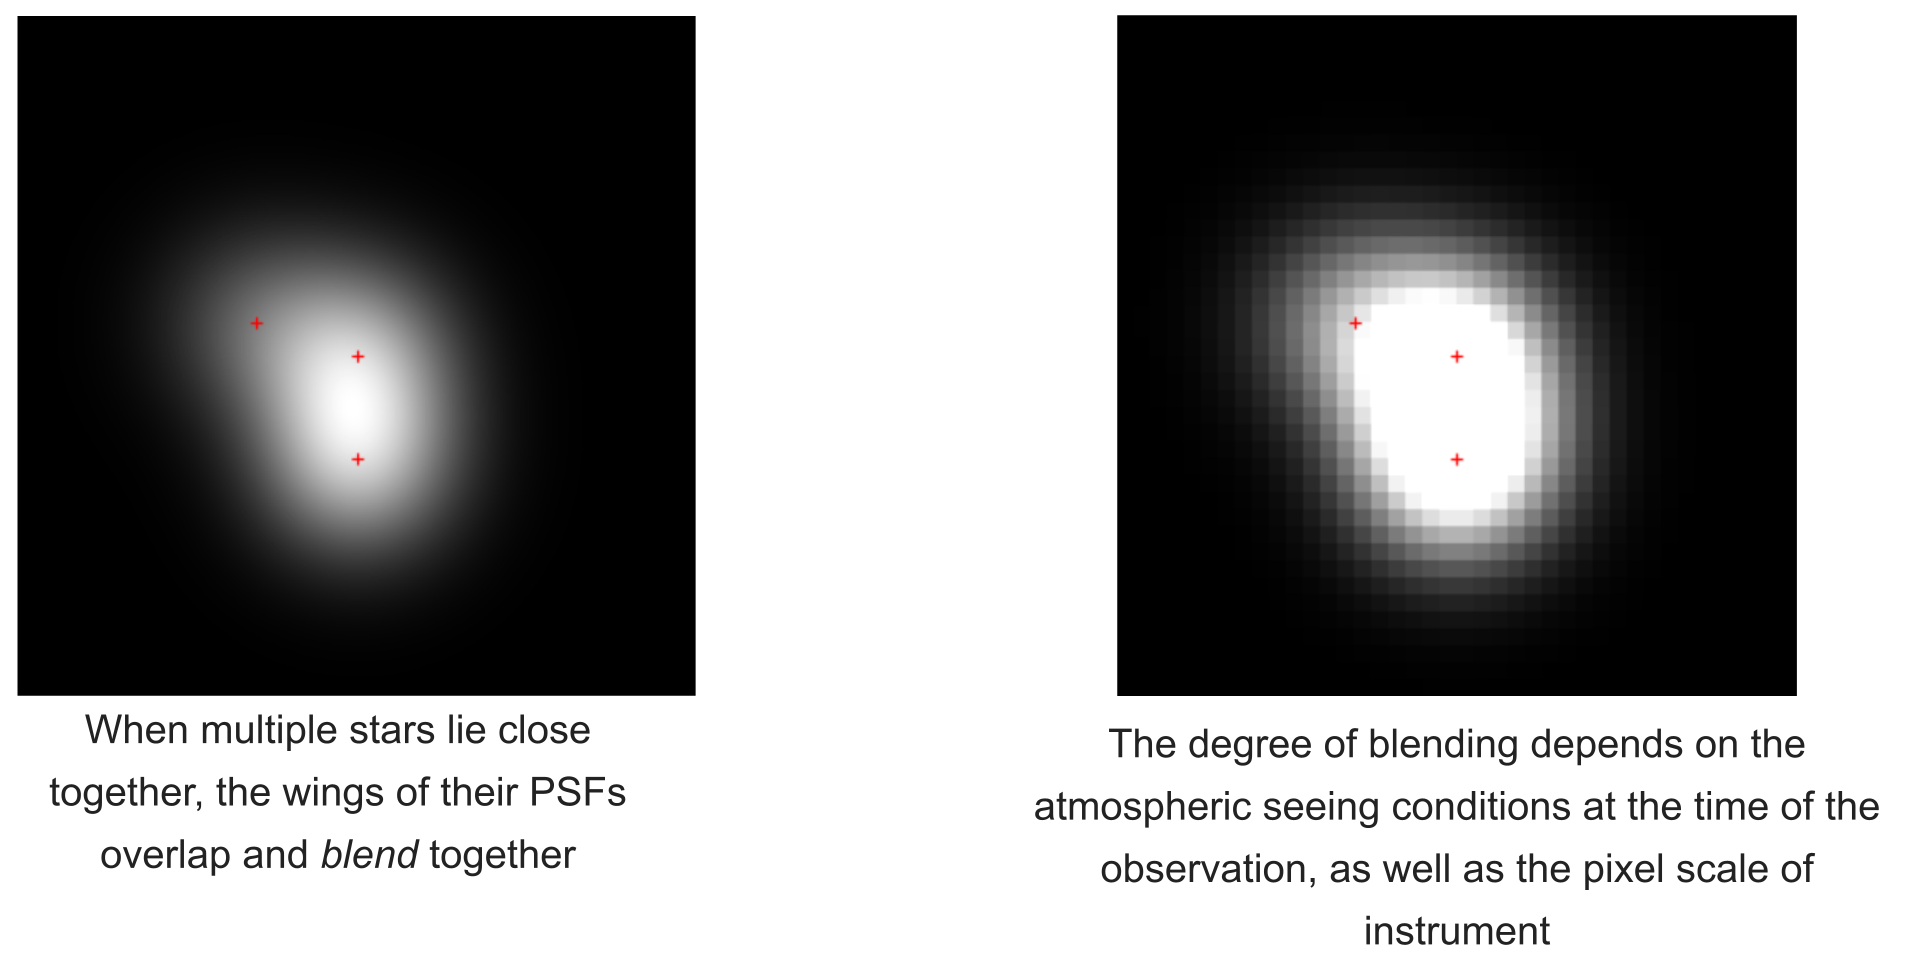 When multiple stars lie close
together, the wings of their PSFs
overlap and blend together
The degree of blending depends on the
atmospheric seeing conditions at the time of the
observation, as well as the pixel scale of
instrument